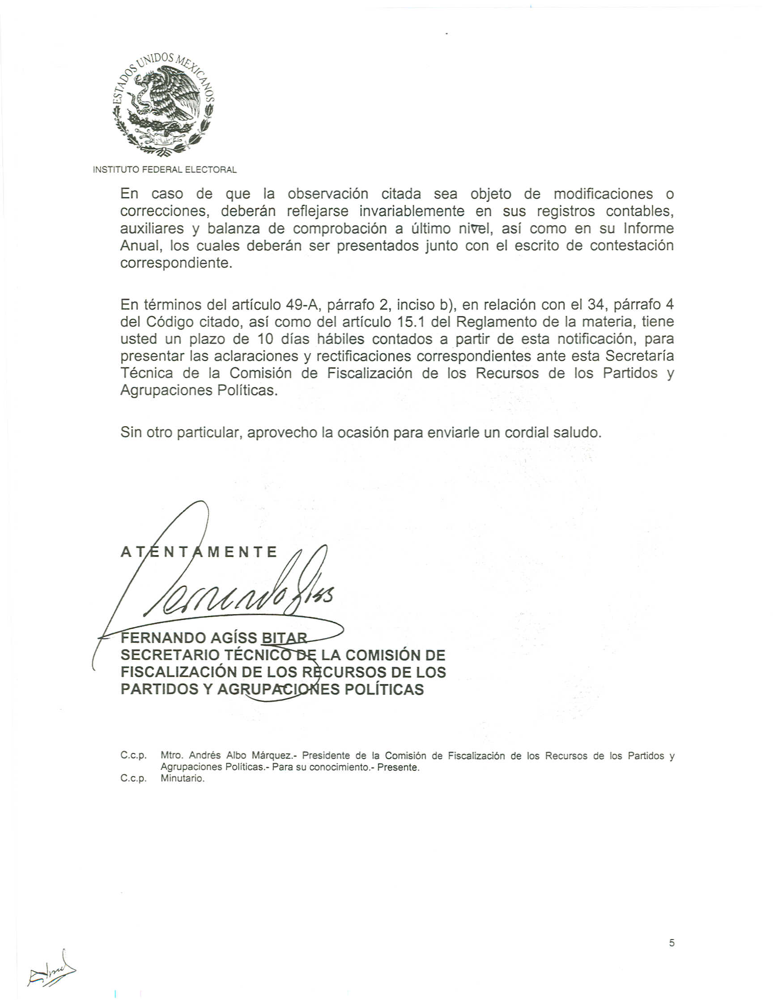 ESTADOS UNIDOS MEXICANOS
INSTITUTO FEDERAL ELECTORAL
En caso de que la observación citada sea objeto de modificaciones o
correcciones, deberán reflejarse invariablemente en sus registros contables,
auxiliares y balanza de comprobación a último nivel, así como en su Informe
Anual, los cuales deberán ser presentados junto con el escrito de contestación
correspondiente.
En términos del artículo 49-A, párrafo 2, inciso b), en relación con el 34, párrafo 4
del Código citado, así como del artículo 15.1 del Reglamento de la materia, tiene
usted un plazo de 10 días hábiles contados a partir de esta notificación, para
presentar las aclaraciones y rectificaciones correspondientes ante esta Secretaría
Técnica de la Comisión de Fiscalización de los Recursos de los Partidos y
Agrupaciones Políticas.
Sin otro particular, aprovecho la ocasión para enviarle un cordial saludo.
A T E N T A M E N T E
Fernando Agíss
FERNANDO AGÍSS BITAR
SECRETARIO TÉCNICO DE LA COMISIÓN DE
FISCALIZACIÓN DE LOS RECURSOS DE LOS
PARTIDOS Y AGRUPACIONES POLÍTICAS
C.c.p. Mtro. Andrés Albo Márquez.- Presidente de la Comisión de Fiscalización de los Recursos de los Partidos y
Agrupaciones Políticas.- Para su conocimiento.- Presente.
C.c.p. Minutario.
5